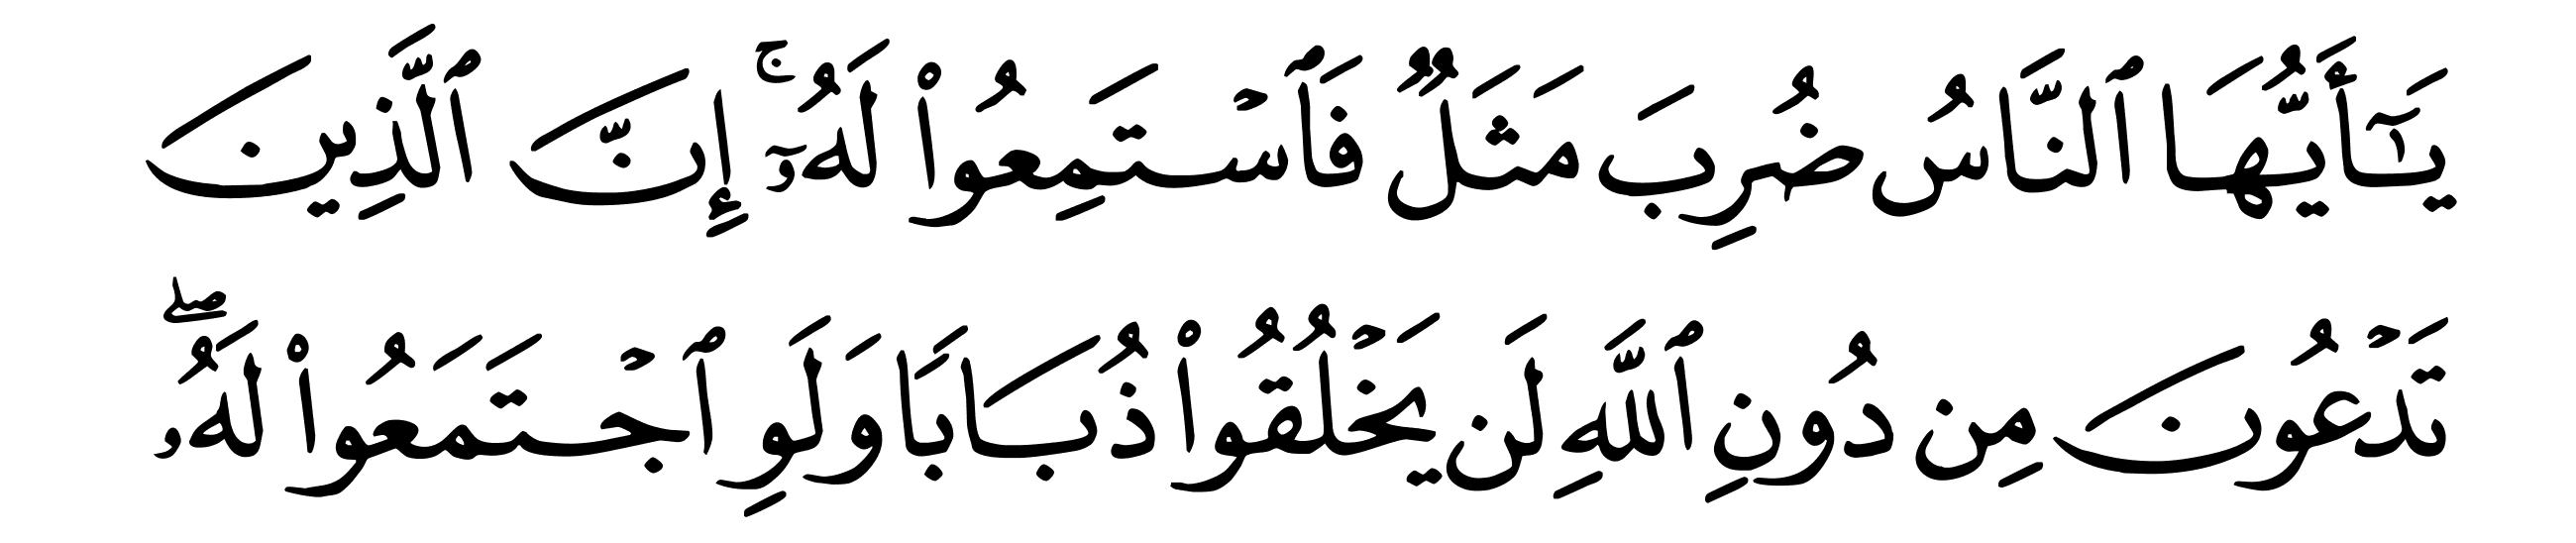 يَـٰٓأَيُّهَا ٱلنَّاسُ ضُرِبَ مَثَلٌ فَٱسْتَمِعُوا۟ لَهُۥٓ ۚ إِنَّ ٱلَّذِينَ
تَدْعُونَ مِن دُونِ ٱللَّهِ لَن يَخْلُقُوا۟ ذُبَابًا وَلَوِ ٱجْتَمَعُوا۟ لَهُۥ ۖ